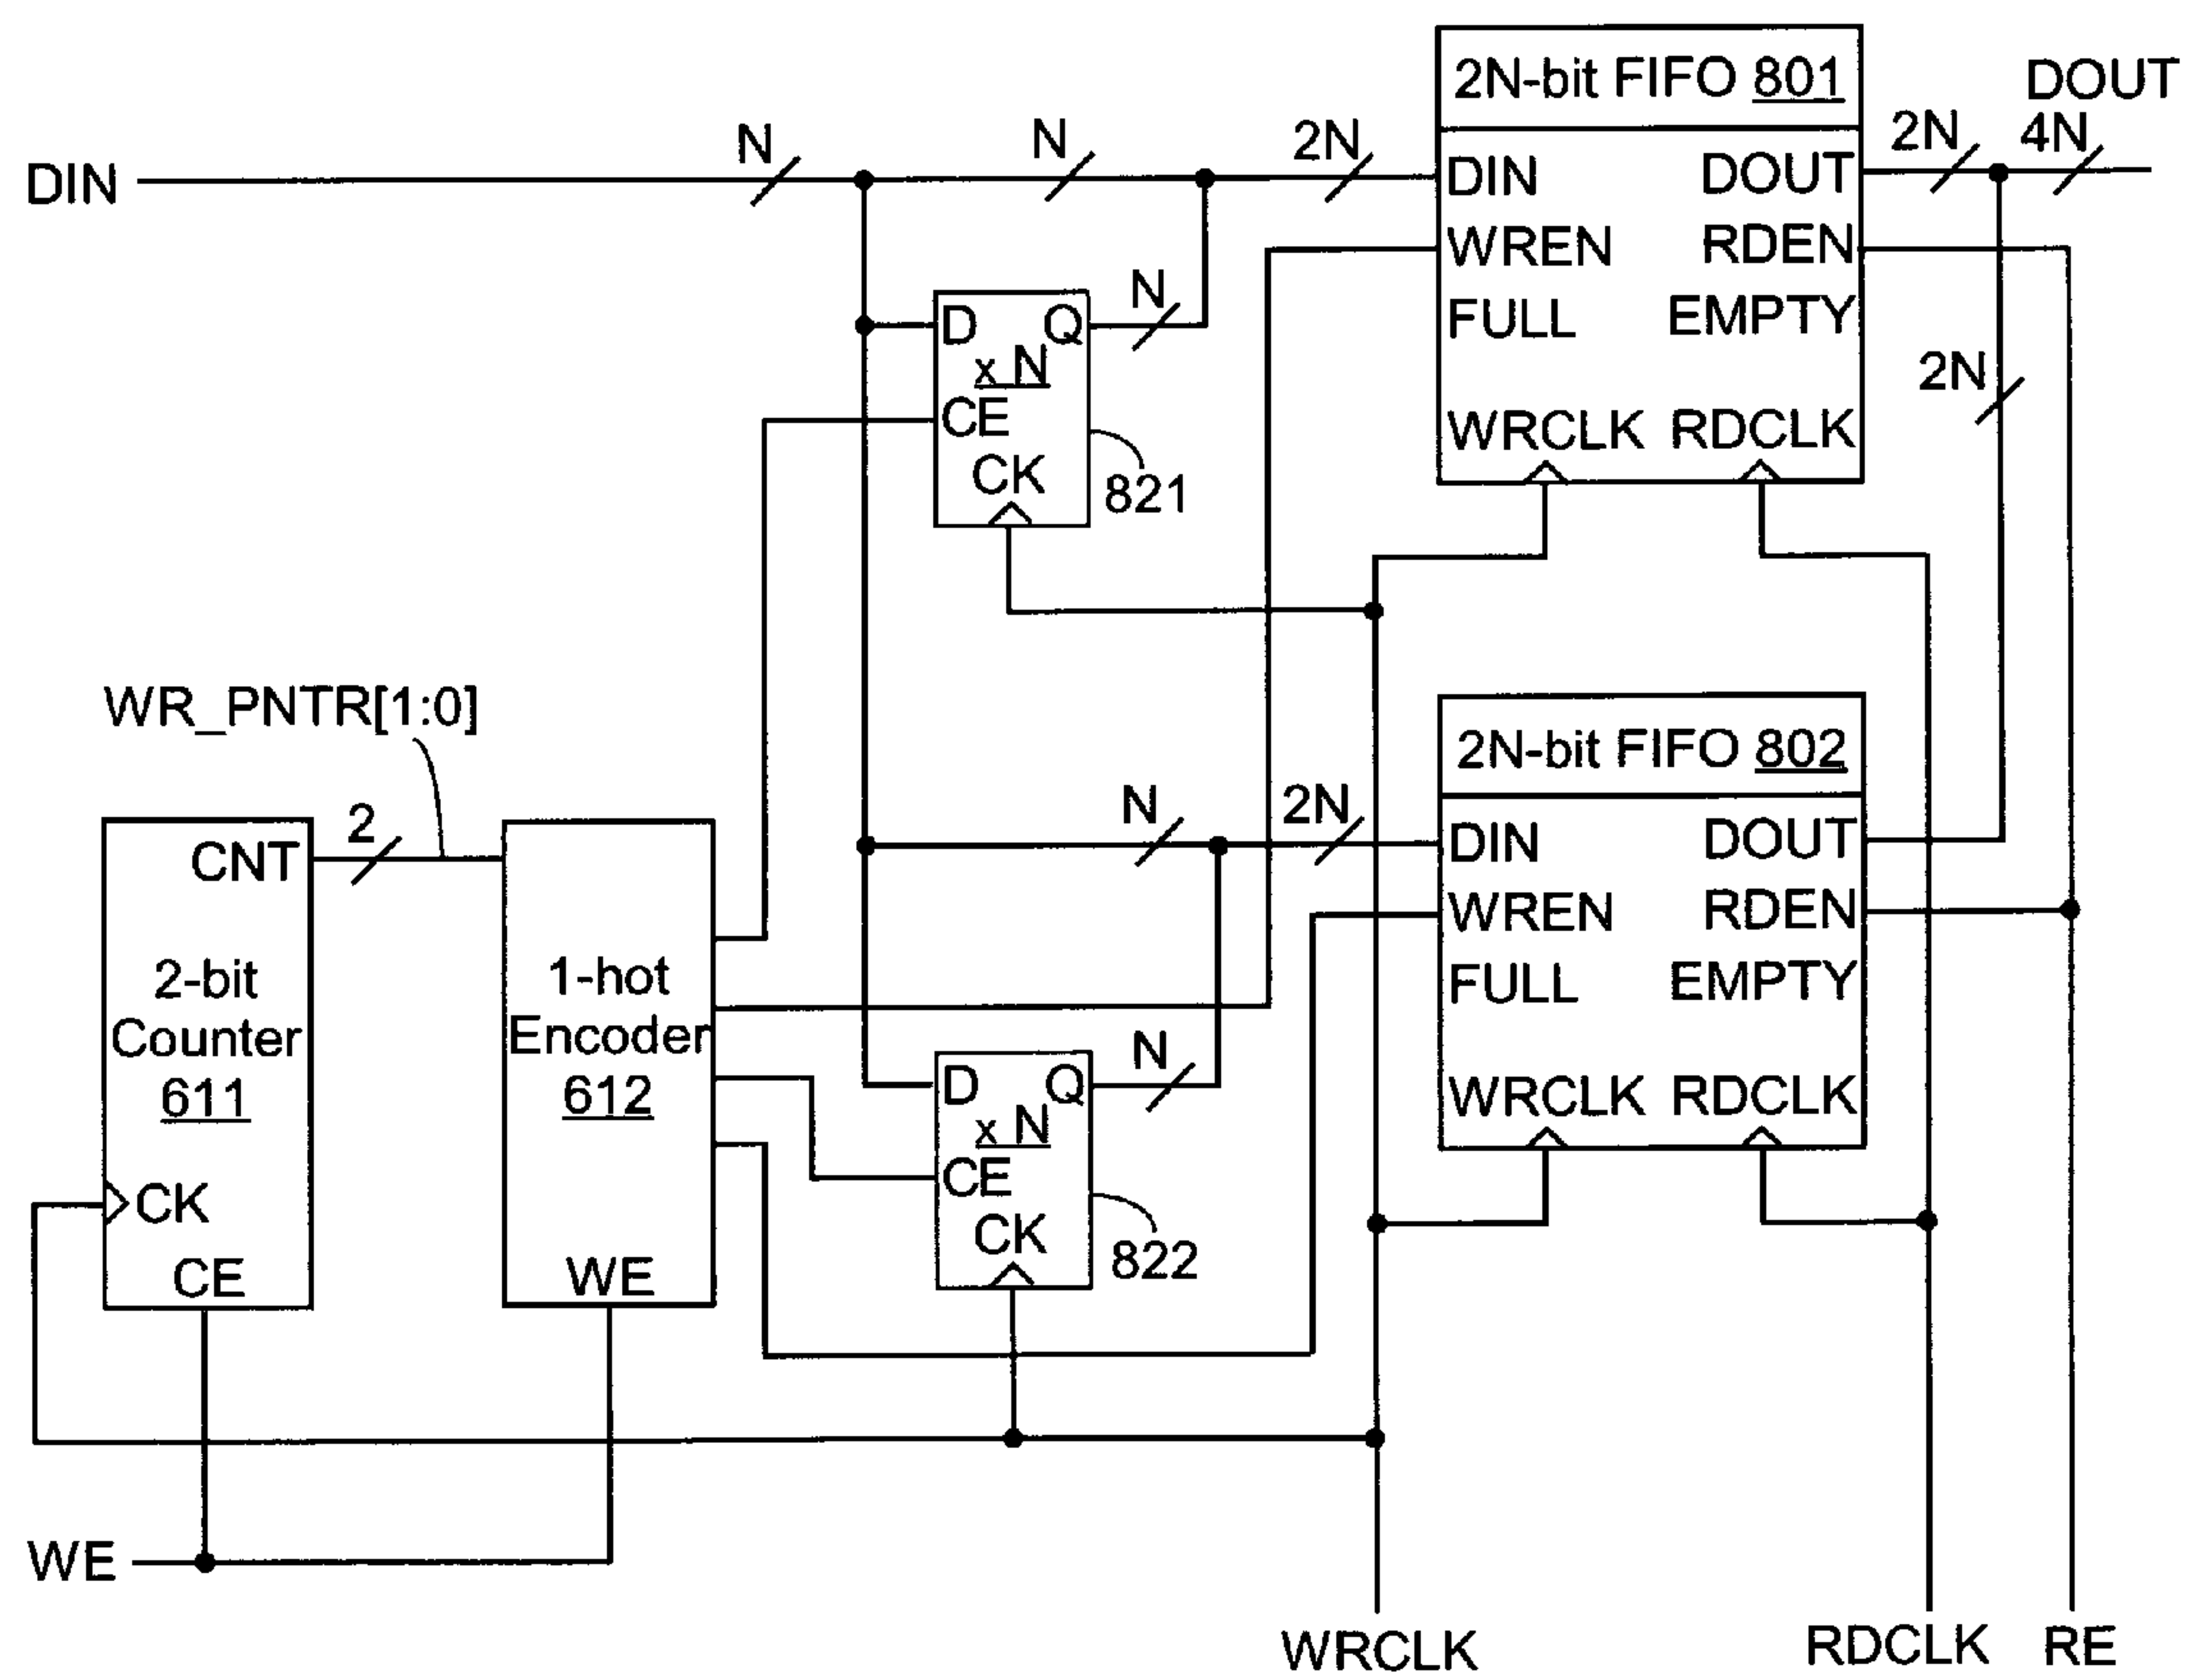 2N-bit FIFO 801
DOUT
N
N
2N
2N
4N
DIN
DIN
DOUT
WREN
RDEN
FULL
EMPTY
WRCLK
RDCLK
N
D
Q
x N
CE
CK
821
2N
WR_PNTR[1:0]
2N-bit FIFO 802
N
2N
DIN
DOUT
WREN
RDEN
FULL
EMPTY
WRCLK
RDCLK
2
CNT
2-bit
Counter
611
CK
CE
1-hot
Encoder
612
WE
N
D
Q
x N
CE
CK
822
WE
WRCLK
RDCLK
RE